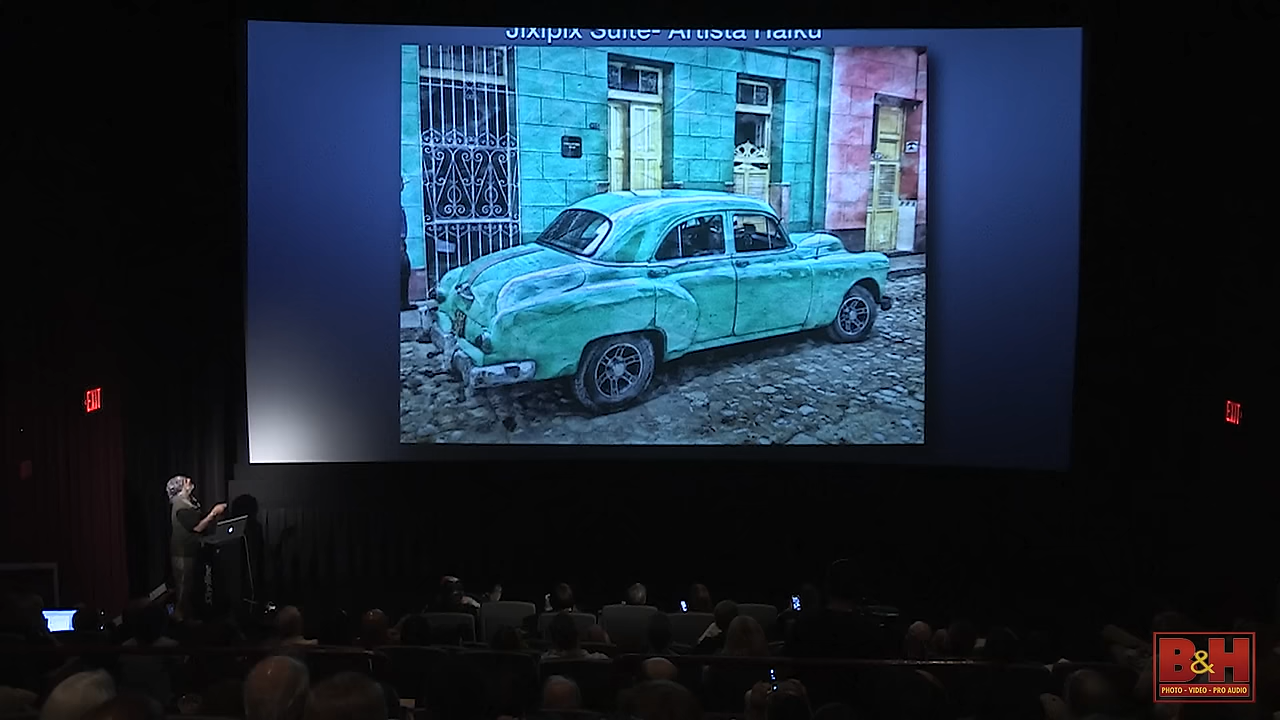 Jixipix Suite- Artista Haiku
EXIT
EXIT
B&H
PHOTO - VIDEO - PRO AUDIO